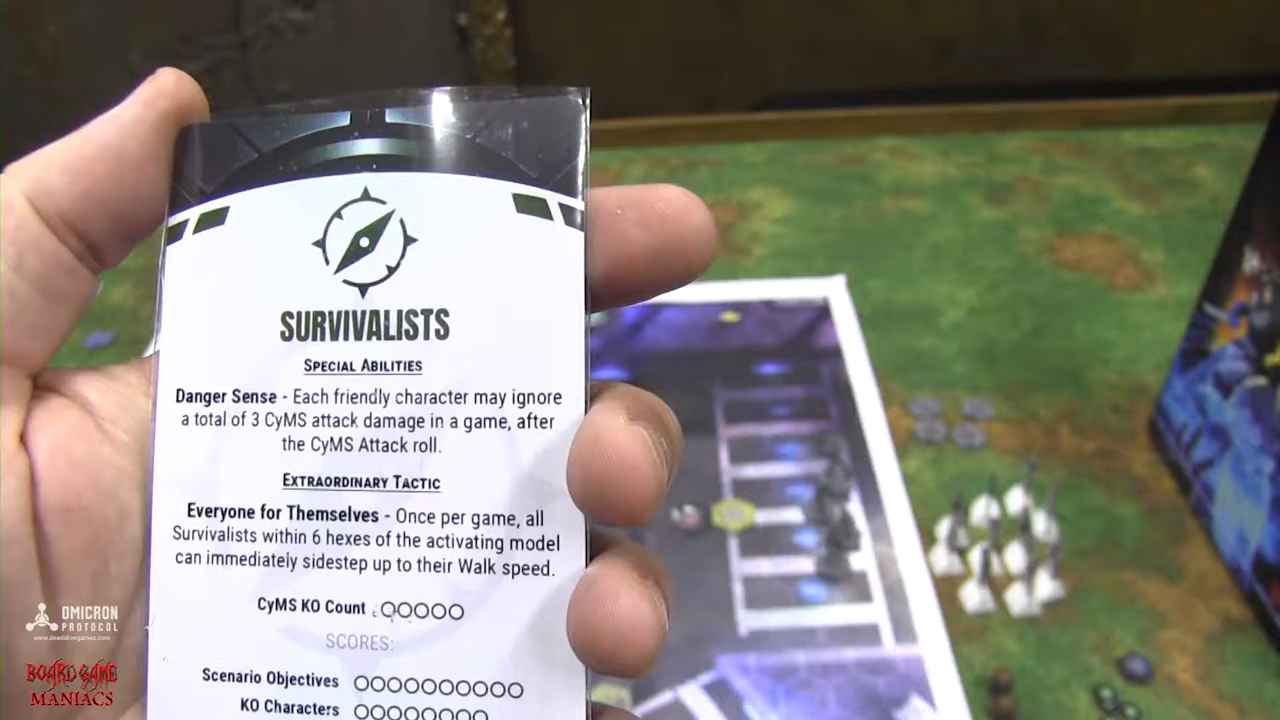 SURVIVALISTS
SPECIAL ABILITIES
Danger Sense - Each friendly character may ignore
a total of 3 CyMS attack damage in a game, after
the CyMS Attack roll.
EXTRAORDINARY TACTIC
Everyone for Themselves - Once per game, all
Survivalists within 6 hexes of the activating model
can immediately sidestep up to their Walk speed.
CyMS KO Count
SCORES:
Scenario Objectives
KO Characters
OMICRON
PROTOCOL
www.deadalivegames.com
BOARD GAME
MANIACS